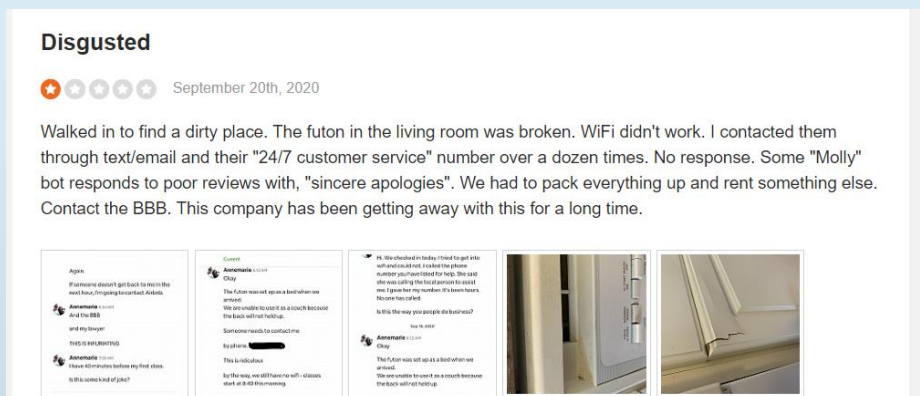 Disgusted
September 20th, 2020
Walked in to find a dirty place. The futon in the living room was broken. WiFi didn't work. I contacted them
through text/email and their "24/7 customer service" number over a dozen times. No response. Some "Molly"
bot responds to poor reviews with, "sincere apologies". We had to pack everything up and rent something else.
Contact the BBB. This company has been getting away with this for a long time.
Again.
If someone doesn't get back to me in the
next hour, I'm going to contact Airbnb.
Annemarie
And the BBB
and my lawyer
THIS IS INFURIATING
Annemarie
I have 40 minutes before my first class.
Is this some kind of joke?
Current
Annemarie 6:12 AM
Okay
The futon was set up as a bed when we
arrived.
We are unable to use it as a couch because
the back will not hold up.
Someone needs to contact me
by phone.
This is ridiculous
by the way, we still have no wifi - classes
start at 8:40 this morning.
Hi. We checked in today. I tried to get into
wifi and could not. I called the phone
number you have listed for help. She said
she was calling the local person to assist
me. I gave her my number. It's been hours.
No one has called.
Is this the way you people do business?
Sep 16, 2020
Annemarie 6:12 AM
Okay
The futon was set up as a bed when we
arrived.
We are unable to use it as a couch because
the back will not hold up.